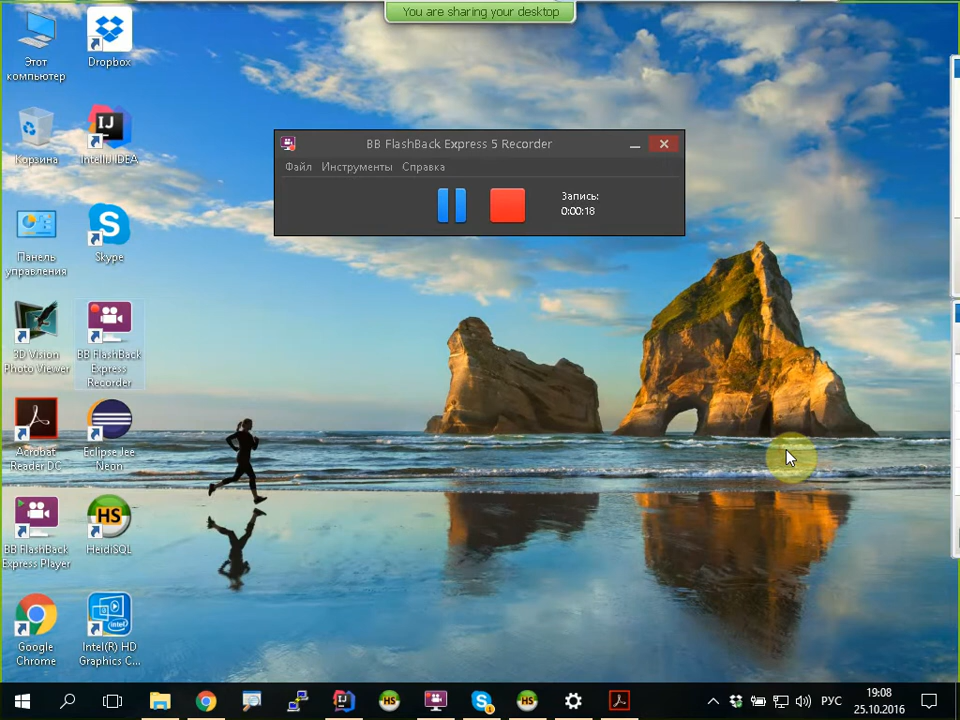 You are sharing your desktop
Этот
компьютер
Dropbox
BB FlashBack Express 5 Recorder
Файл Инструменты Справка
Запись:
0:00:18
Корзина
IntelliJ IDEA
Панель
управления
Skype
3D Vision
Photo Viewer
BB FlashBack
Express
Recorder
Acrobat
Reader DC
Eclipse Jee
Neon
BB FlashBack
Express Player
HS
HeidiSQL
Google
Chrome
intel
Intel(R) HD
Graphics C...
IJ
HS
HS
РУС
19:08
25.10.2016